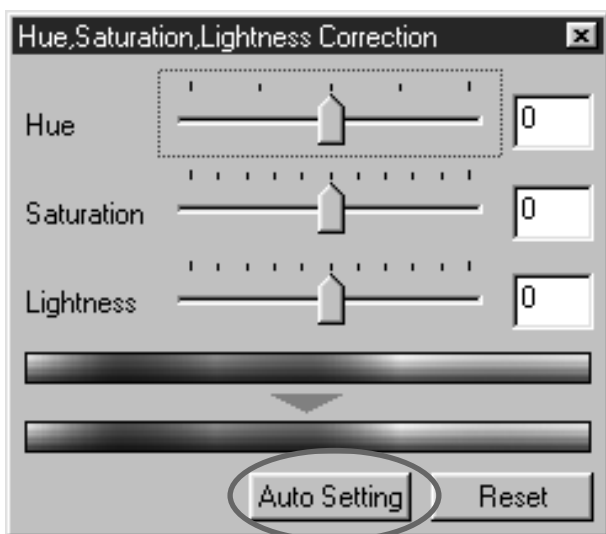 Hue,Saturation,Lightness Correction
Hue 0
Saturation 0
Lightness 0
Auto Setting Reset